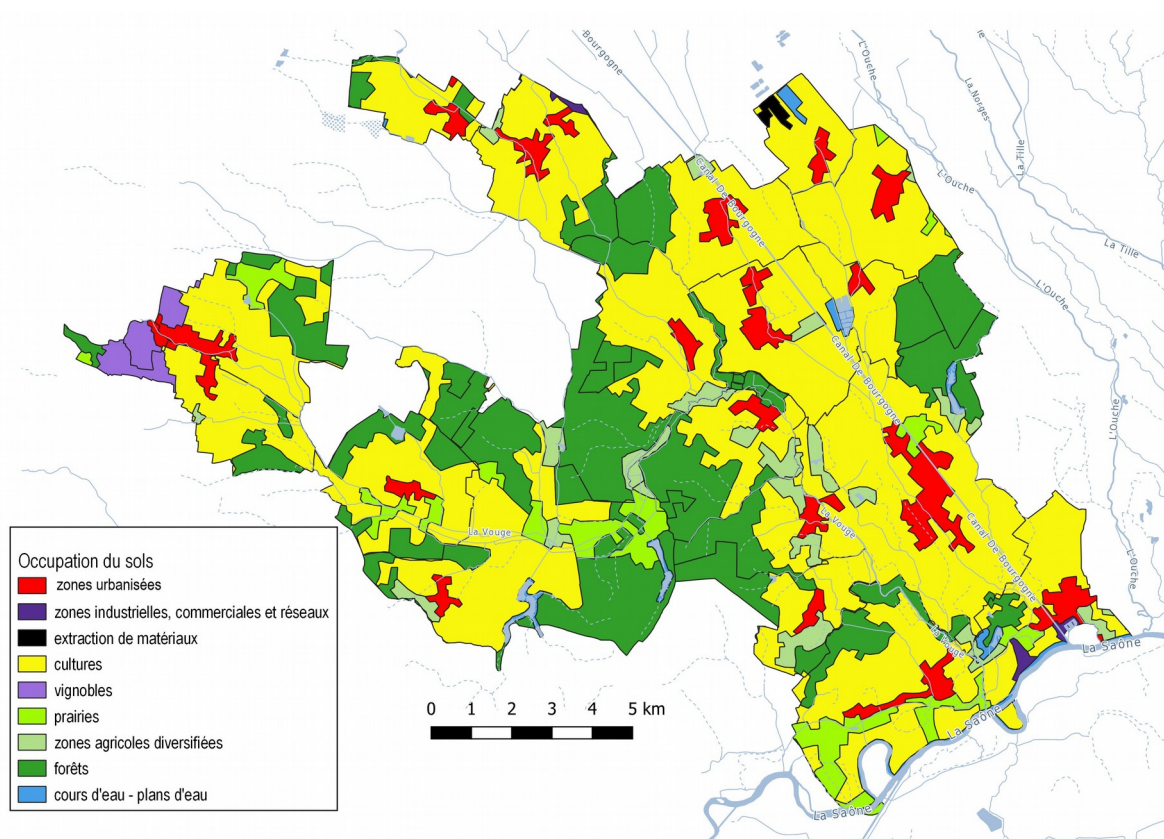 Bourgogne
L'Ouche
La Norges
le
La Tille
Canal De Bourgogne
L'Ouche
La Tille
L'Ouche
Canal De Bourgogne
L'Ouche
La Vouge
La Vouge
Canal De Bourgogne
L'Ouche
La Vouge
La Saône
La Saône
La Saône
Occupation du sols
zones urbanisées
zones industrielles, commerciales et réseaux
extraction de matériaux
cultures
vignobles
prairies
zones agricoles diversifiées
forêts
cours d'eau - plans d'eau
0 1 2 3 4 5 km